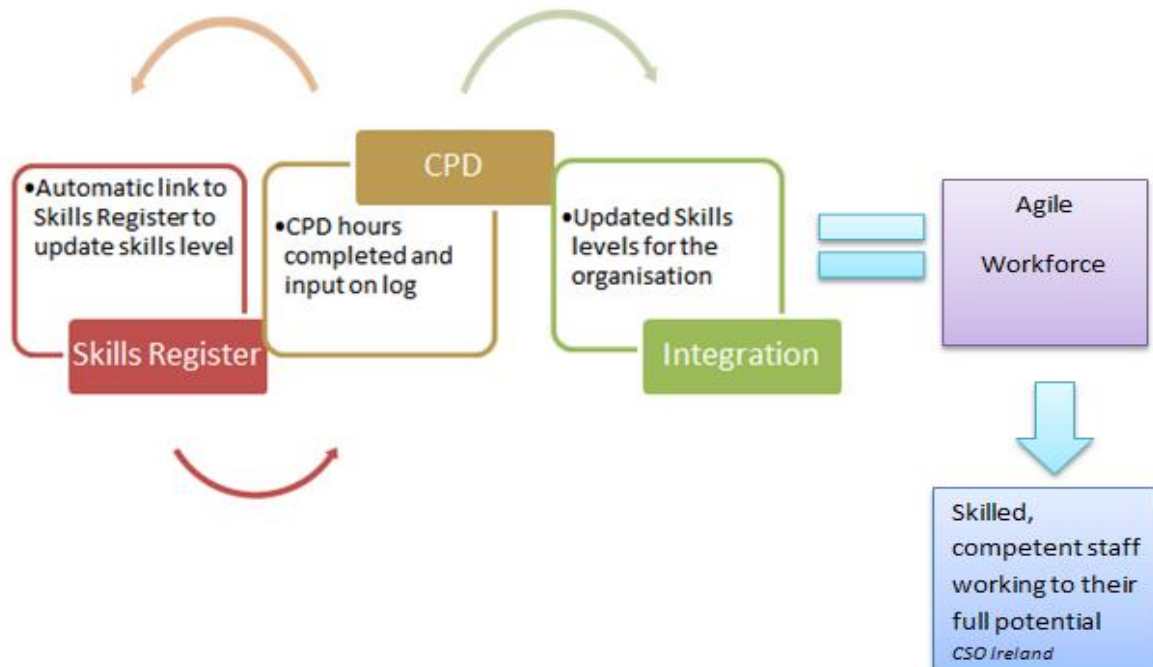 •Automatic link to
Skills Register to
update skills level
Skills Register
CPD
•CPD hours
completed and
input on log
•Updated Skills
levels for the
organisation
Integration
Agile
Workforce
Skilled,
competent staff
working to their
full potential
CSO Ireland